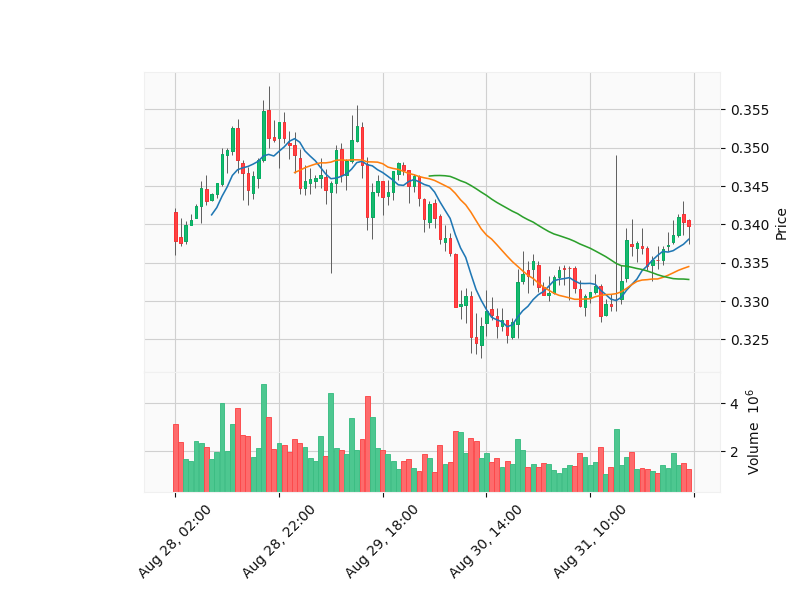 0.355
0.350
0.345
0.340
0.335
0.330
0.325
Price
4
2
Volume 10^6
Aug 28, 02:00
Aug 28, 22:00
Aug 29, 18:00
Aug 30, 14:00
Aug 31, 10:00